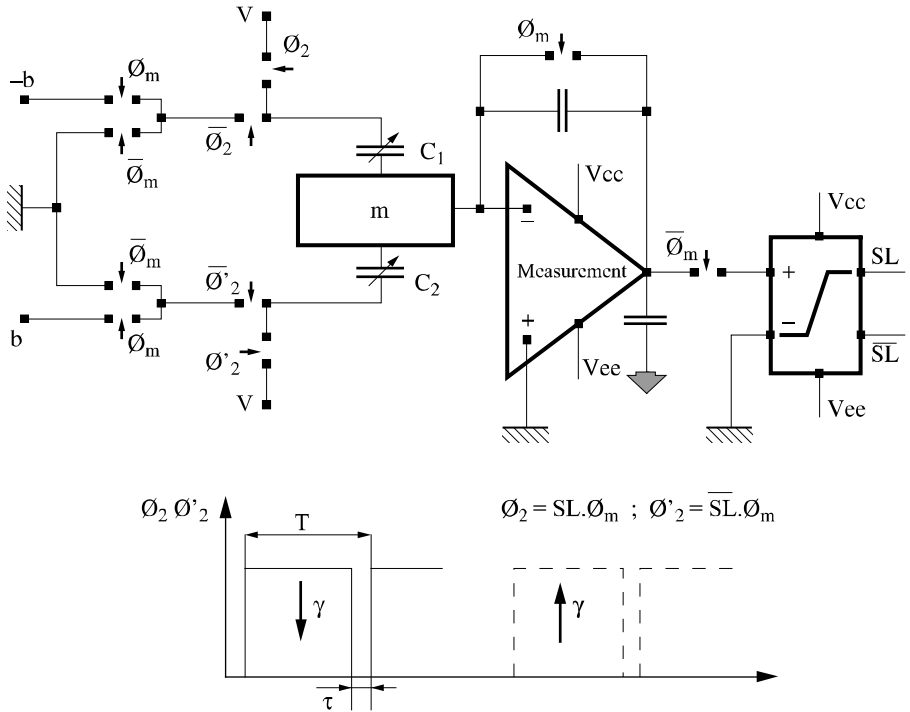 V
Ø2
Øm
–b
Øm
Ø̅2
Ø̅m
C1
m
Vcc
–
Measurement
+
Vee
Ø̅m
Vcc
+
SL
–
S̅L̅
Vee
Ø̅m
Ø̅'2
C2
b
Øm
Ø'2
V
Ø2 Ø'2
T
Ø2 = SL.Øm ; Ø'2 = S̅L̅.Øm
γ
γ
τ